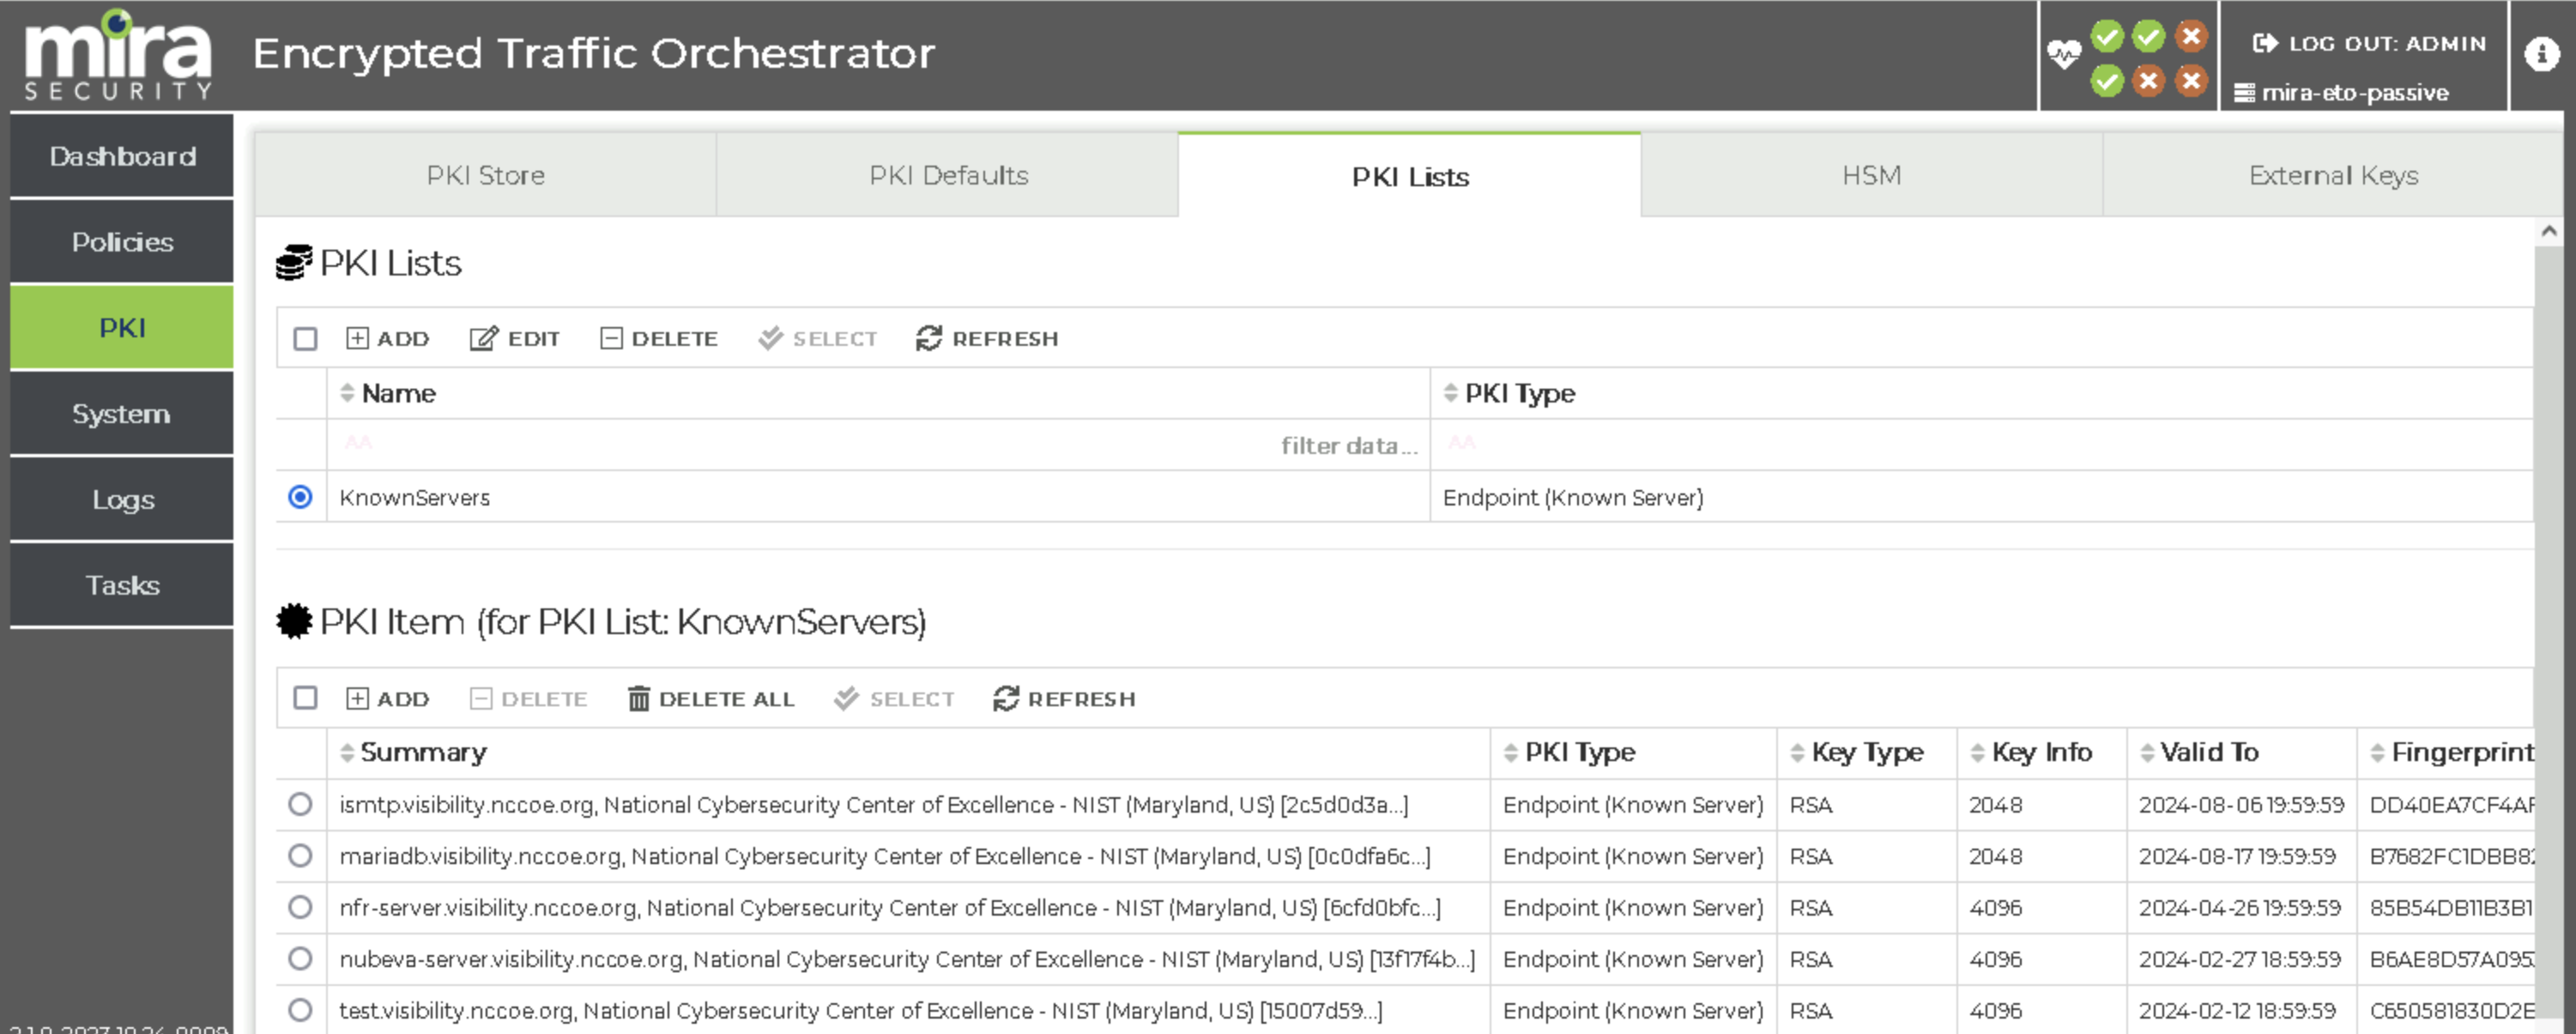 mira
SECURITY
Encrypted Traffic Orchestrator
LOG OUT: ADMIN
mira-eto-passive
Dashboard
Policies
PKI
System
Logs
Tasks
PKI Store PKI Defaults PKI Lists HSM External Keys
PKI Lists
ADD EDIT DELETE SELECT REFRESH
Name PKI Type
filter data...
KnownServers Endpoint (Known Server)
PKI Item (for PKI List: KnownServers)
ADD DELETE DELETE ALL SELECT REFRESH
Summary PKI Type Key Type Key Info Valid To Fingerprint
ismtp.visibility.nccoe.org, National Cybersecurity Center of Excellence - NIST (Maryland, US) [2c5d0d3a...] Endpoint (Known Server) RSA 2048 2024-08-06 19:59:59 DD40EA7CF4AF
mariadb.visibility.nccoe.org, National Cybersecurity Center of Excellence - NIST (Maryland, US) [0c0dfa6c...] Endpoint (Known Server) RSA 2048 2024-08-17 19:59:59 B7682FC1DBB82
nfr-server.visibility.nccoe.org, National Cybersecurity Center of Excellence - NIST (Maryland, US) [6cfd0bfc...] Endpoint (Known Server) RSA 4096 2024-04-26 19:59:59 85B54DB11B3B1
nubeva-server.visibility.nccoe.org, National Cybersecurity Center of Excellence - NIST (Maryland, US) [13f17f4b...] Endpoint (Known Server) RSA 4096 2024-02-27 18:59:59 B6AE8D57A095
test.visibility.nccoe.org, National Cybersecurity Center of Excellence - NIST (Maryland, US) [15007d59...] Endpoint (Known Server) RSA 4096 2024-02-12 18:59:59 C650581830D2E